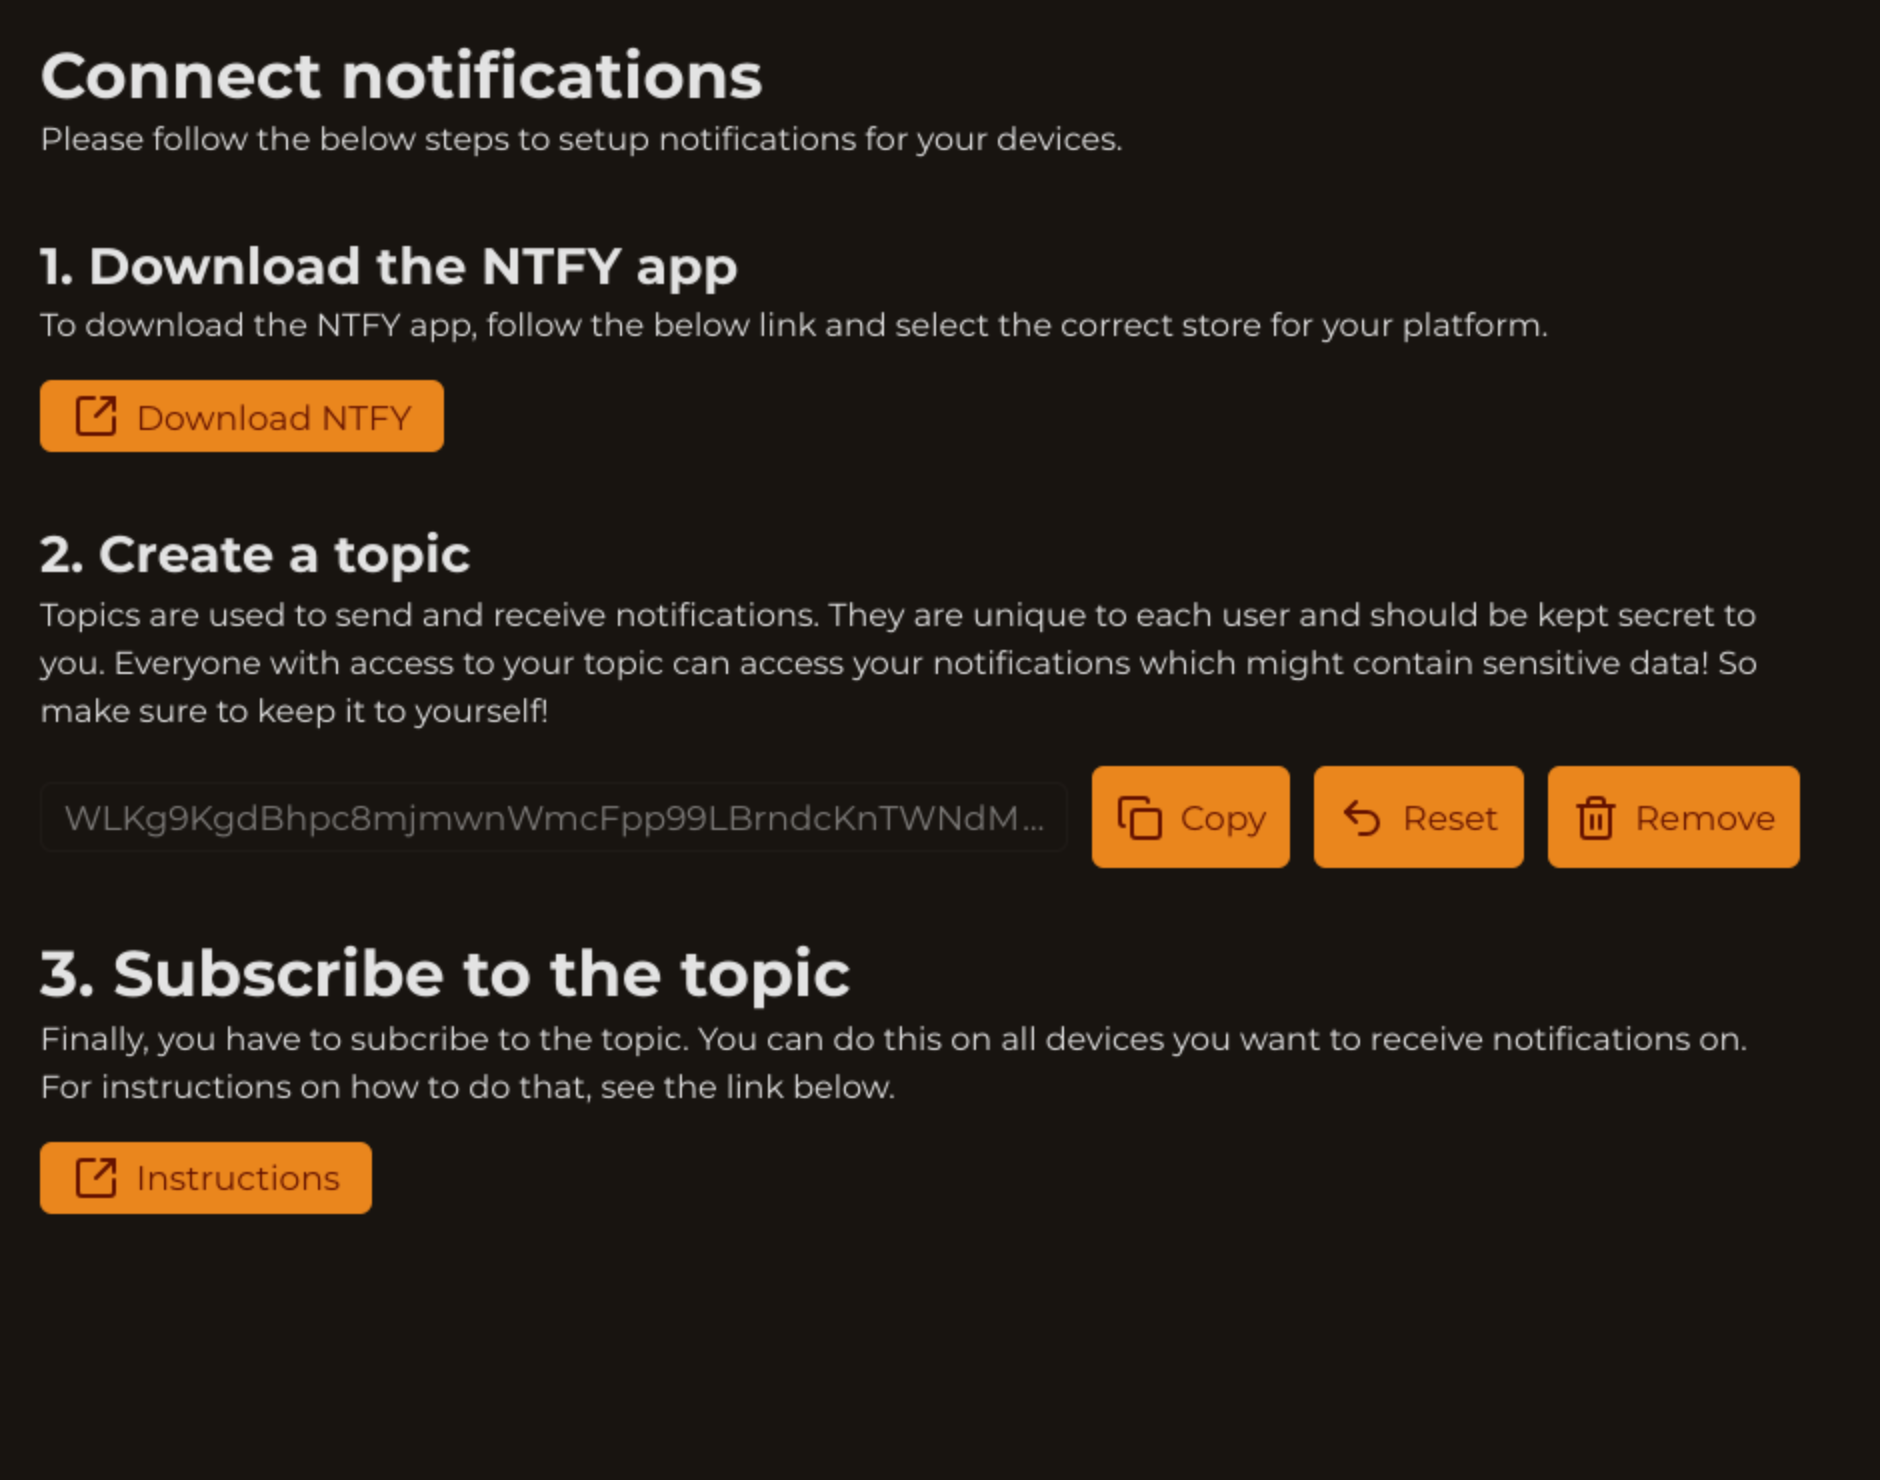 Connect notifications
Please follow the below steps to setup notifications for your devices.
1. Download the NTFY app
To download the NTFY app, follow the below link and select the correct store for your platform.
Download NTFY
2. Create a topic
Topics are used to send and receive notifications. They are unique to each user and should be kept secret to
you. Everyone with access to your topic can access your notifications which might contain sensitive data! So
make sure to keep it to yourself!
WLKg9KgdBhpc8mjmwnWmcFpp99LBrndcKnTWNdM... Copy Reset Remove
3. Subscribe to the topic
Finally, you have to subcribe to the topic. You can do this on all devices you want to receive notifications on.
For instructions on how to do that, see the link below.
Instructions